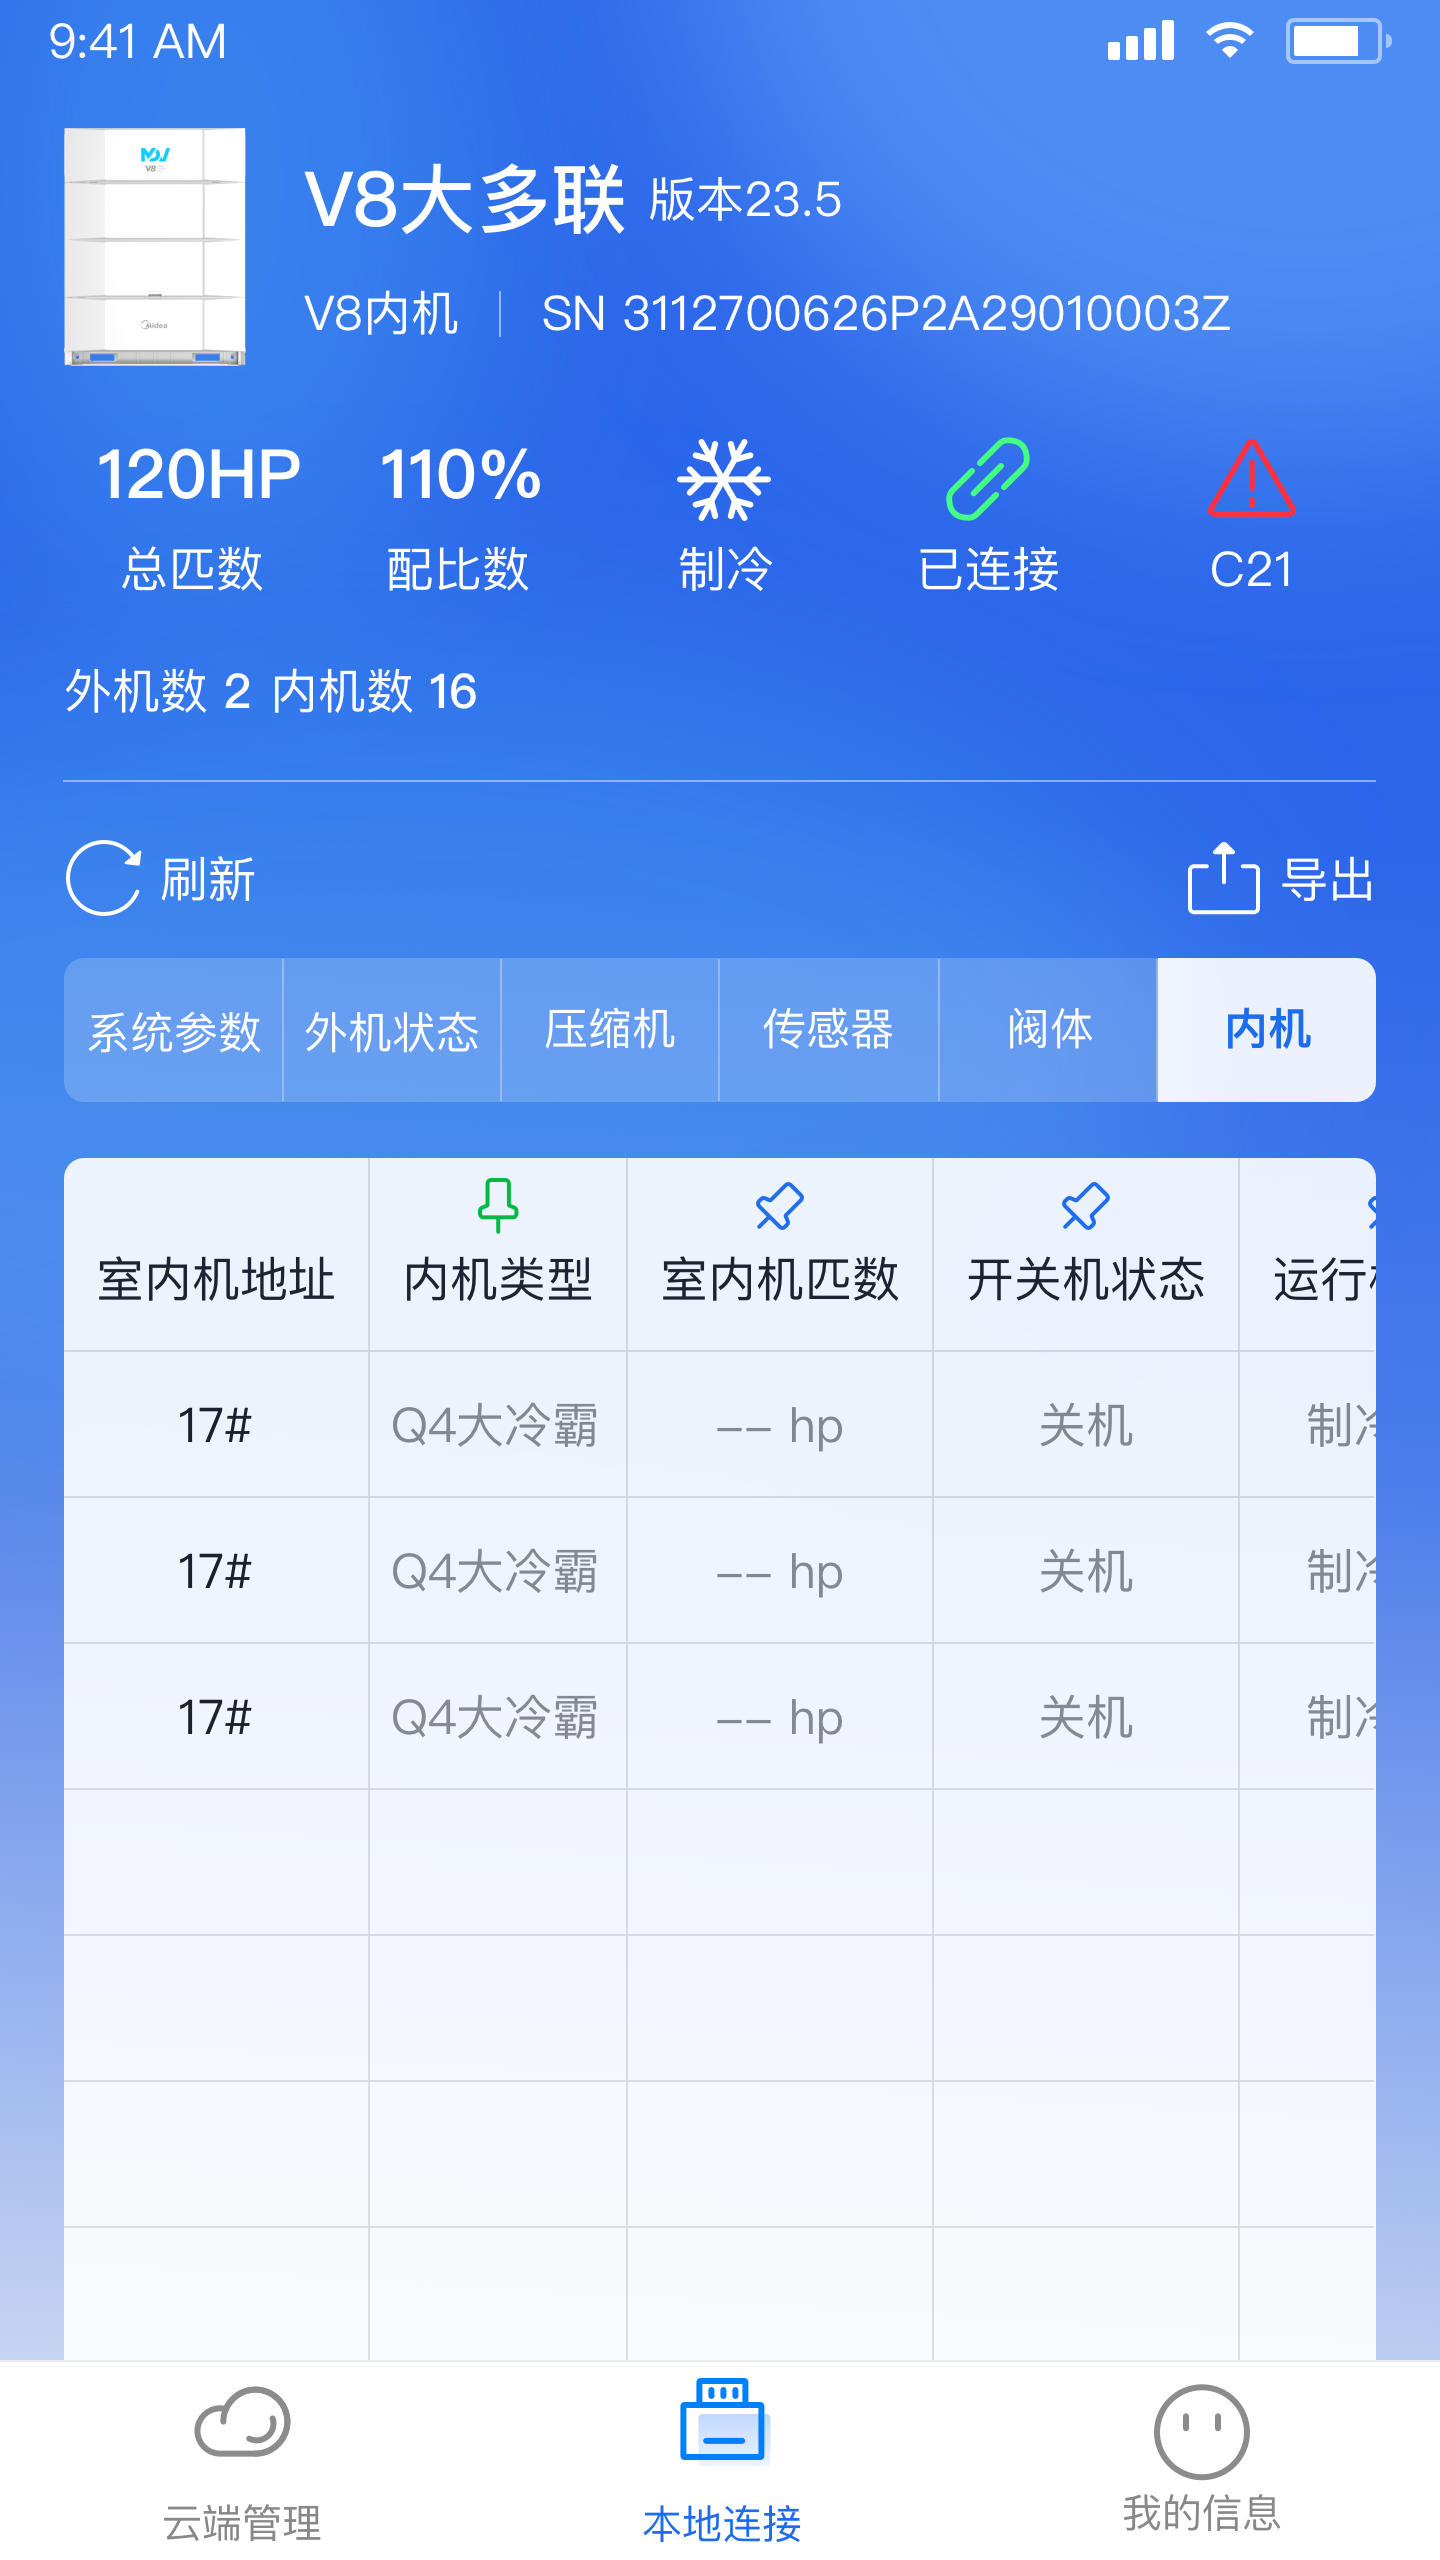 9:41 AM
MDV
V8
Midea
V8大多联 版本23.5
V8内机 SN 3112700626P2A29010003Z
120HP 110%
总匹数 配比数 制冷 已连接 C21
外机数 2 内机数 16
刷新 导出
系统参数 外机状态 压缩机 传感器 阀体 内机
室内机地址 内机类型 室内机匹数 开关机状态 运行
17# Q4大冷霸 -- hp 关机 制冷
17# Q4大冷霸 -- hp 关机 制冷
17# Q4大冷霸 -- hp 关机 制冷
云端管理 本地连接 我的信息